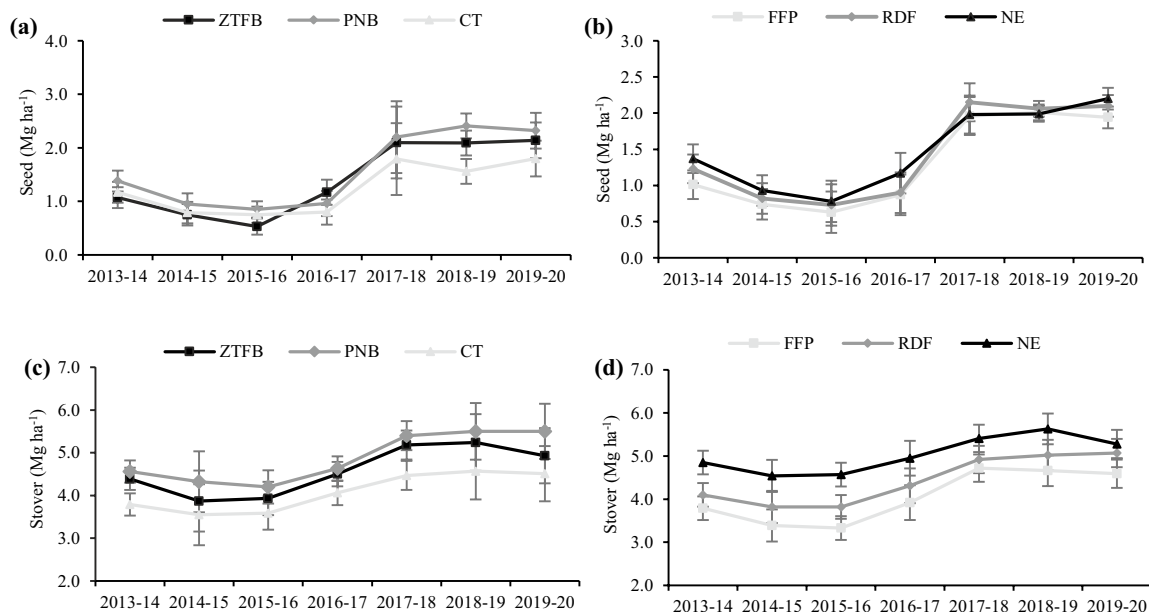 (a)
ZTFB PNB CT
Seed (Mg ha⁻¹)
4.0
3.0
2.0
1.0
0.0
2013-14 2014-15 2015-16 2016-17 2017-18 2018-19 2019-20
(b)
FFP RDF NE
Seed (Mg ha⁻¹)
3.0
2.5
2.0
1.5
1.0
0.5
0.0
2013-14 2014-15 2015-16 2016-17 2017-18 2018-19 2019-20
(c)
ZTFB PNB CT
Stover (Mg ha⁻¹)
7.0
6.0
5.0
4.0
3.0
2.0
2013-14 2014-15 2015-16 2016-17 2017-18 2018-19 2019-20
(d)
FFP RDF NE
Stover (Mg ha⁻¹)
7.0
6.0
5.0
4.0
3.0
2.0
2013-14 2014-15 2015-16 2016-17 2017-18 2018-19 2019-20